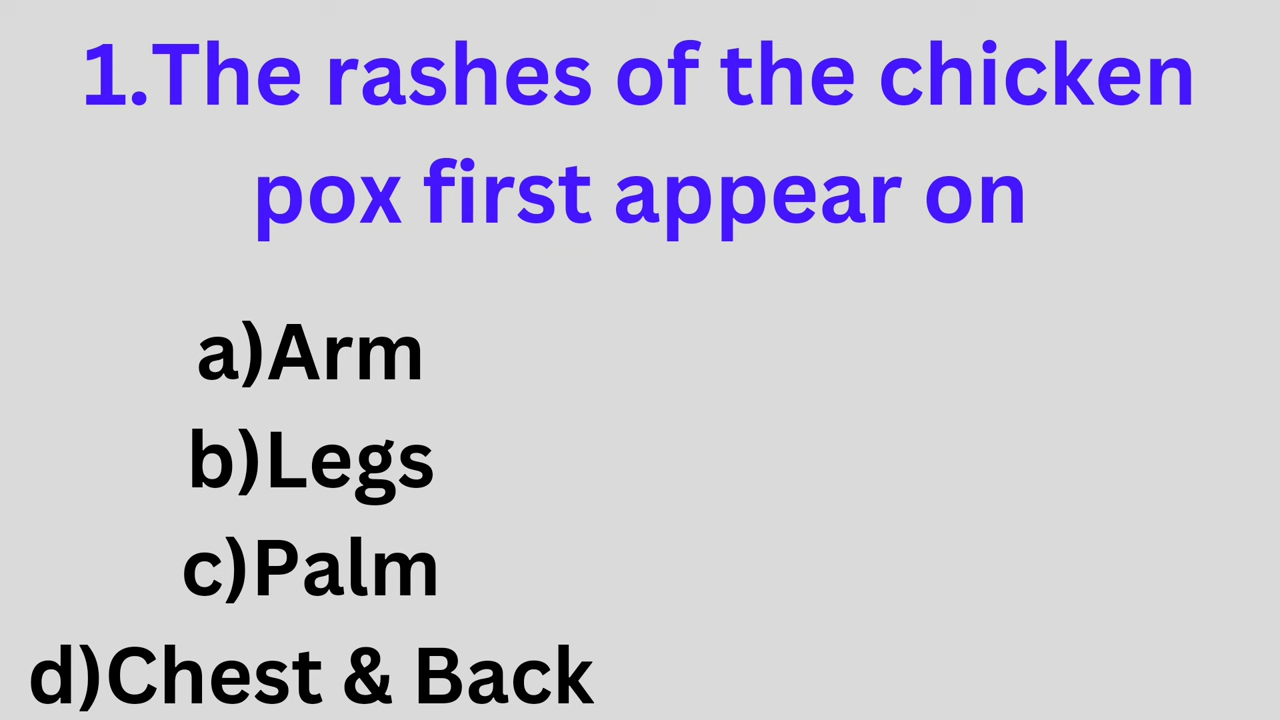 1.The rashes of the chicken
pox first appear on
a)Arm
b)Legs
c)Palm
d)Chest & Back